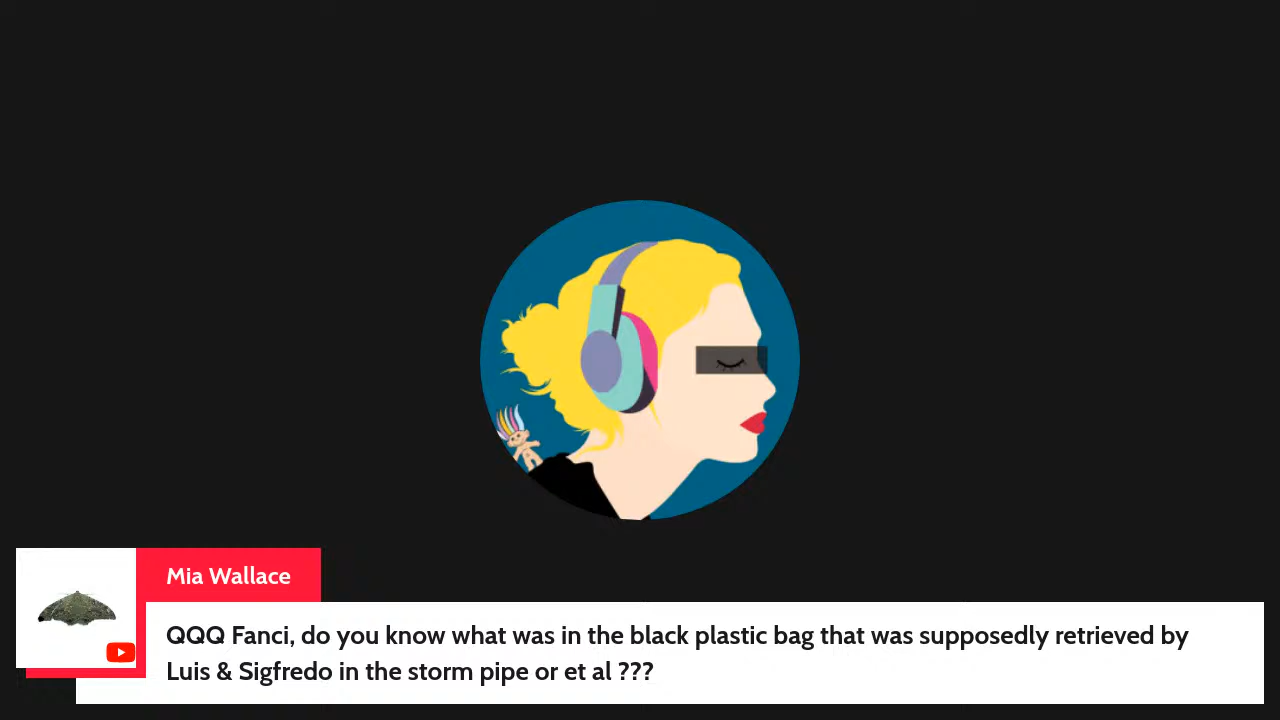 Mia Wallace
QQQ Fanci, do you know what was in the black plastic bag that was supposedly retrieved by
Luis & Sigfredo in the storm pipe or et al ???